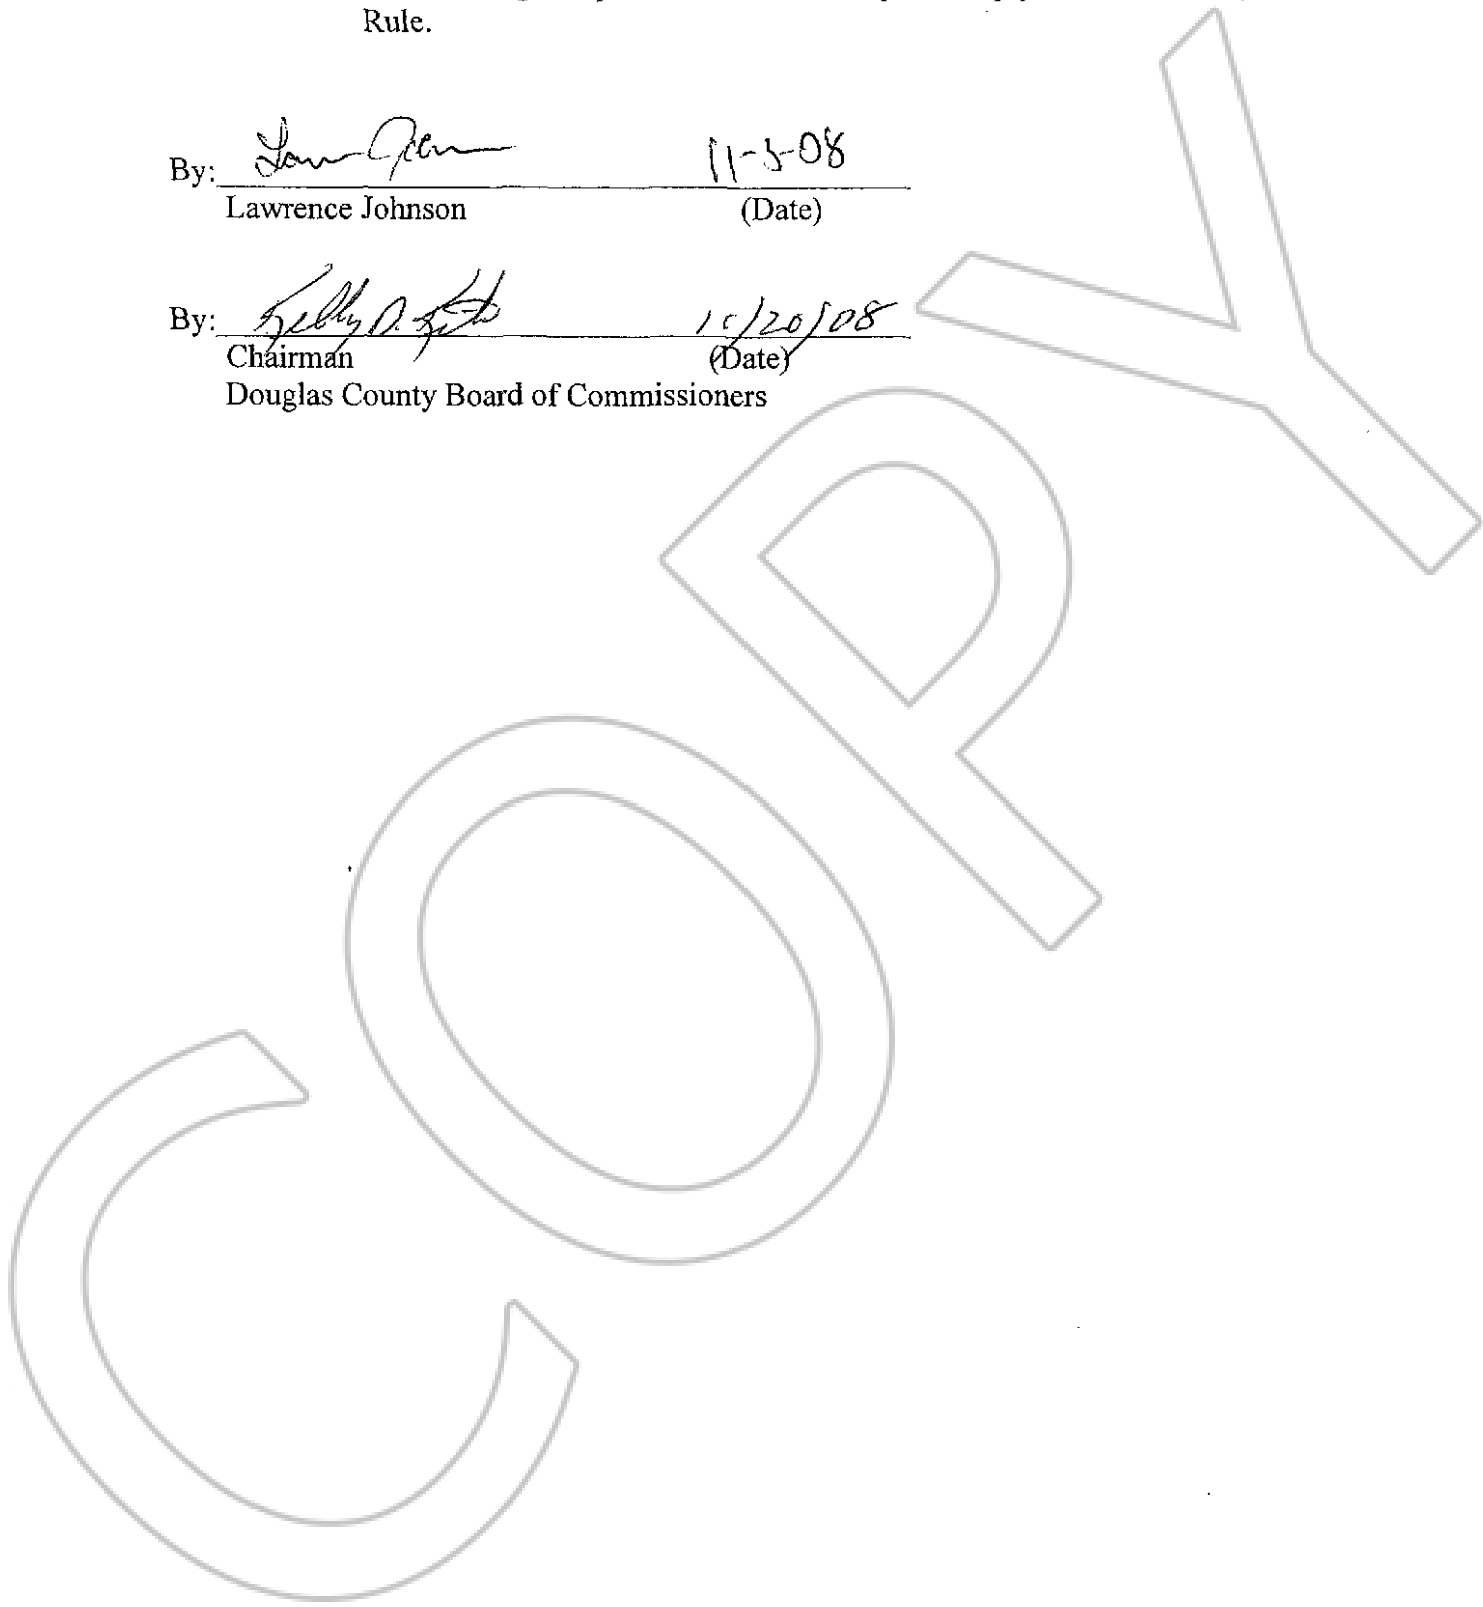 Rule.
By: 11-3-08
Lawrence Johnson (Date)
By: Kelly D. 10/20/08
Chairman (Date)
Douglas County Board of Commissioners
COPY